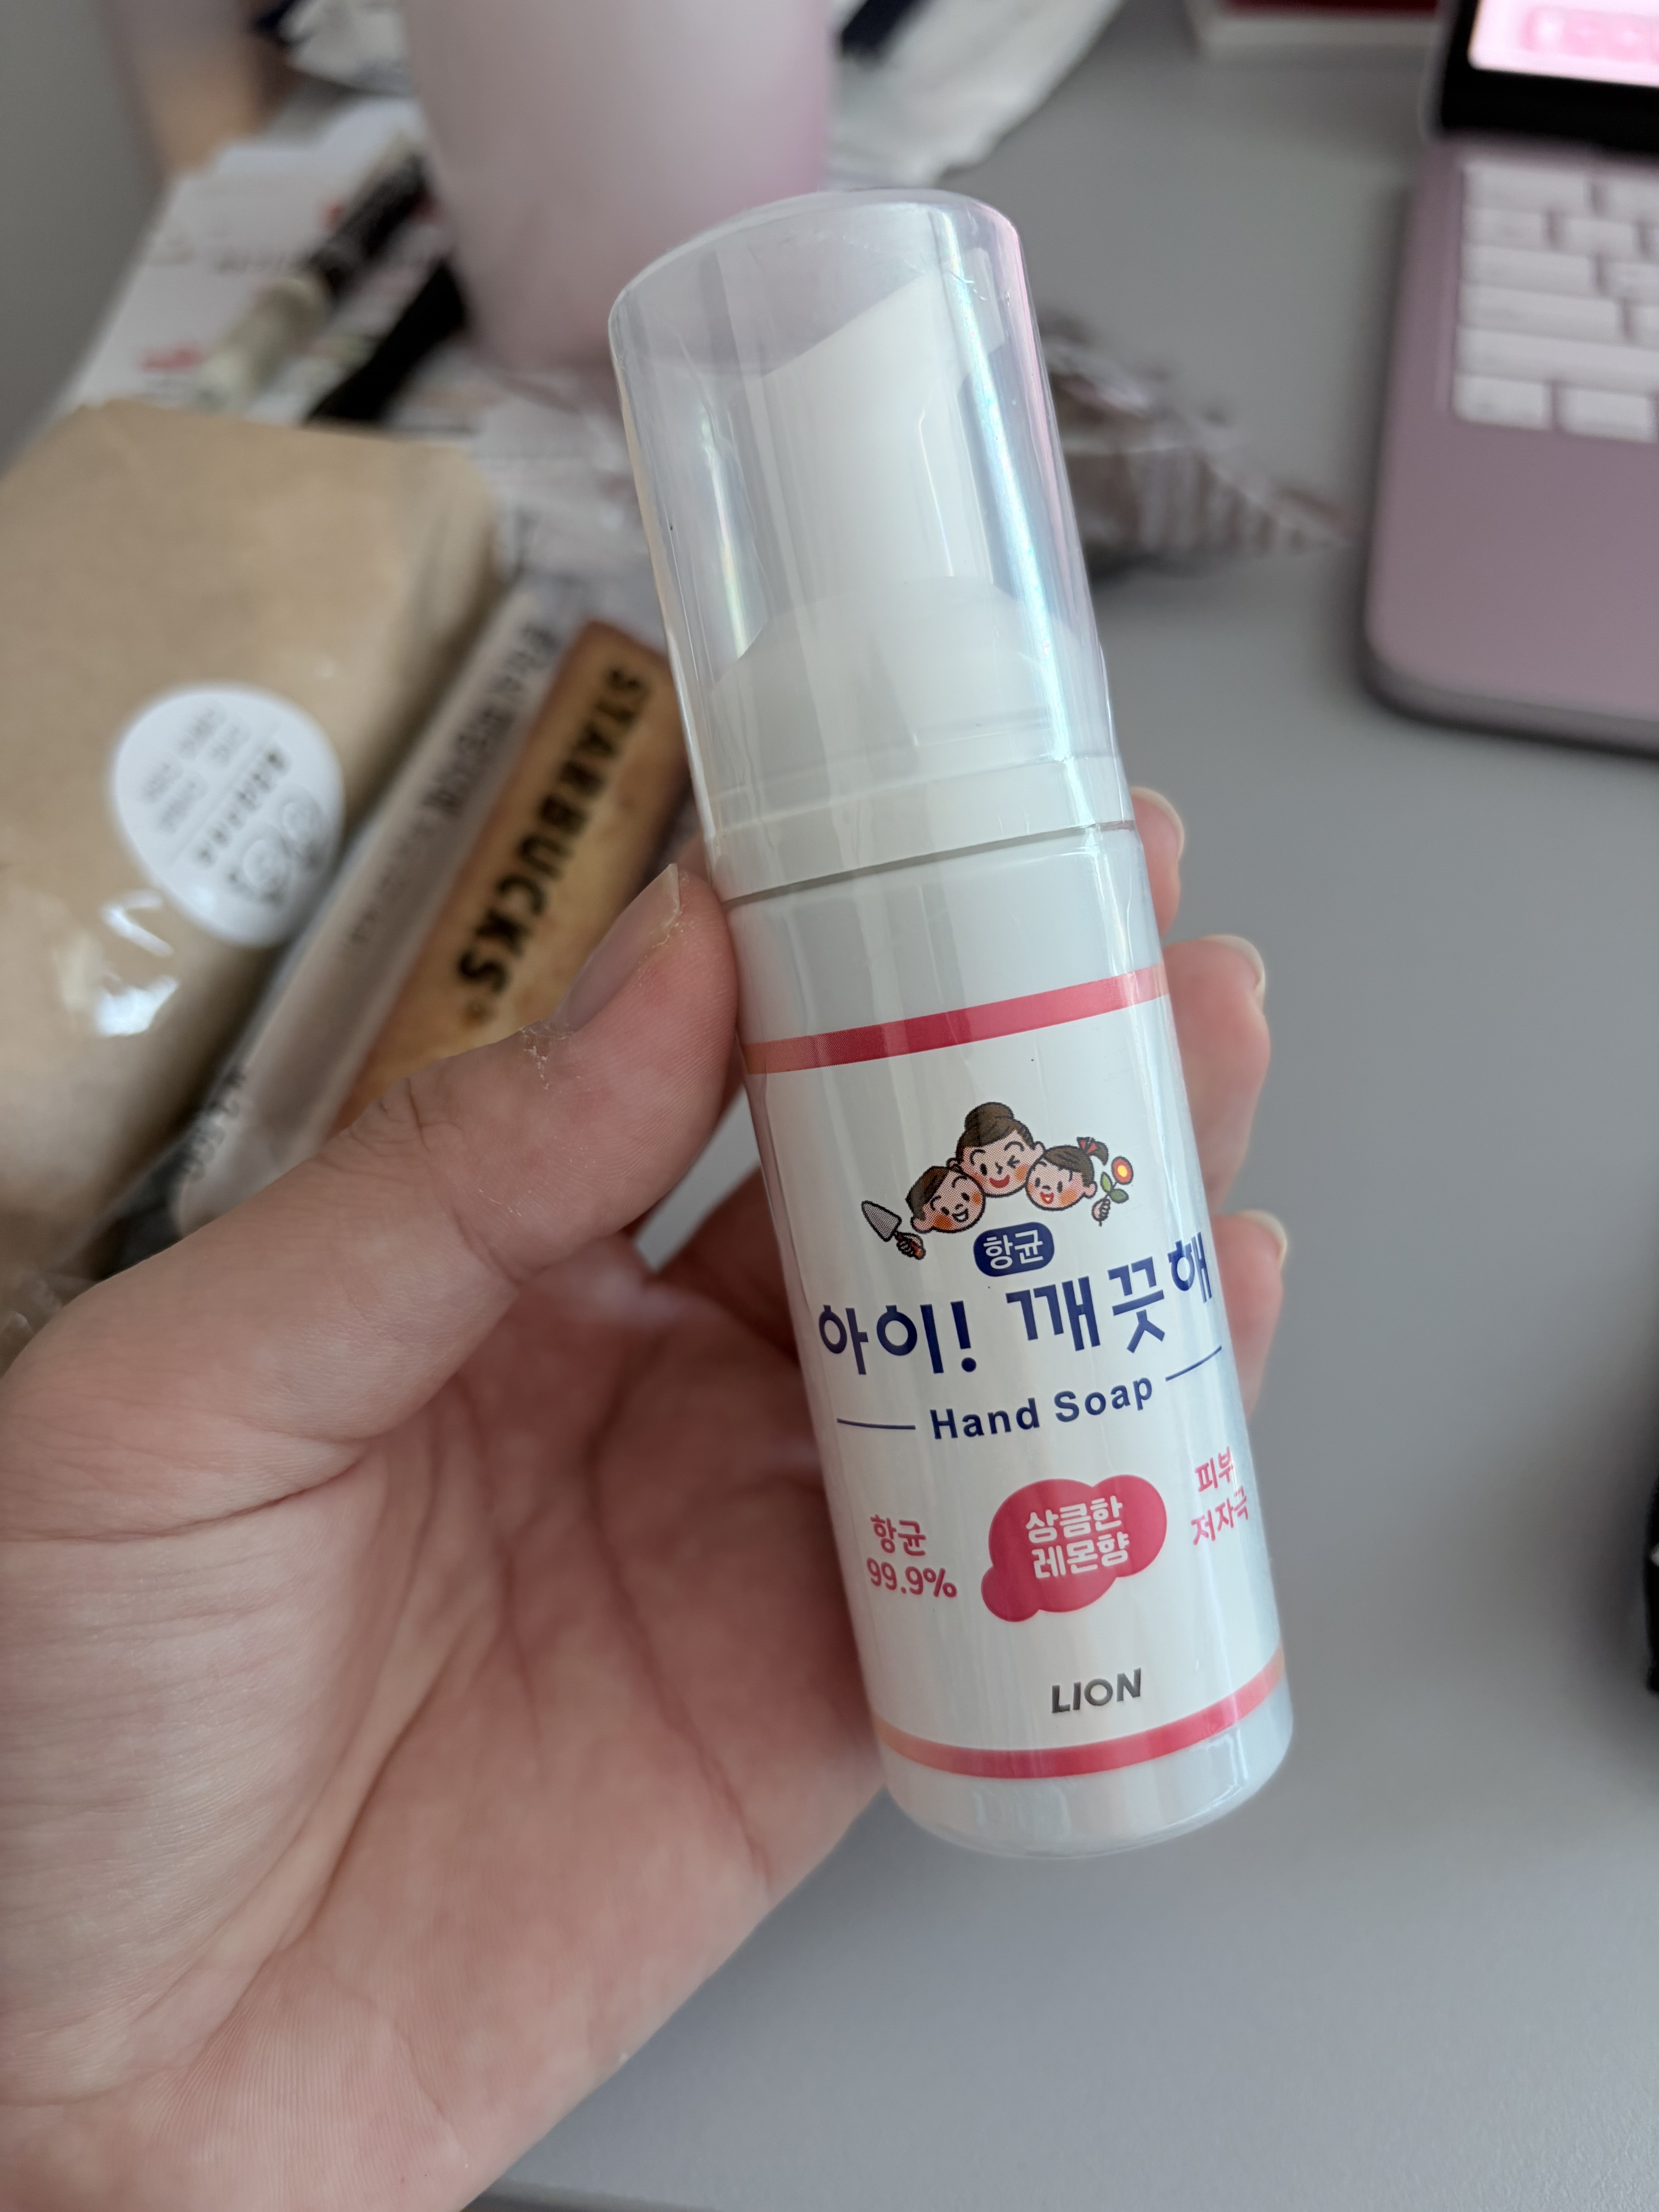 STARBUCKS
항균
아이! 깨끗해
Hand Soap
항균
99.9%
상큼한
레몬향
피부
저자극
LION